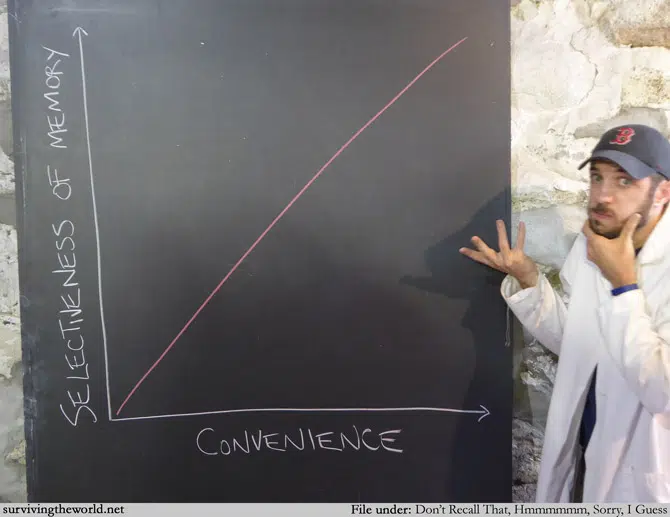 SELECTIVENESS OF MEMORY
CONVENIENCE
B
survivingtheworld.net
File under: Don't Recall That, Hmmmmmm, Sorry, I Guess